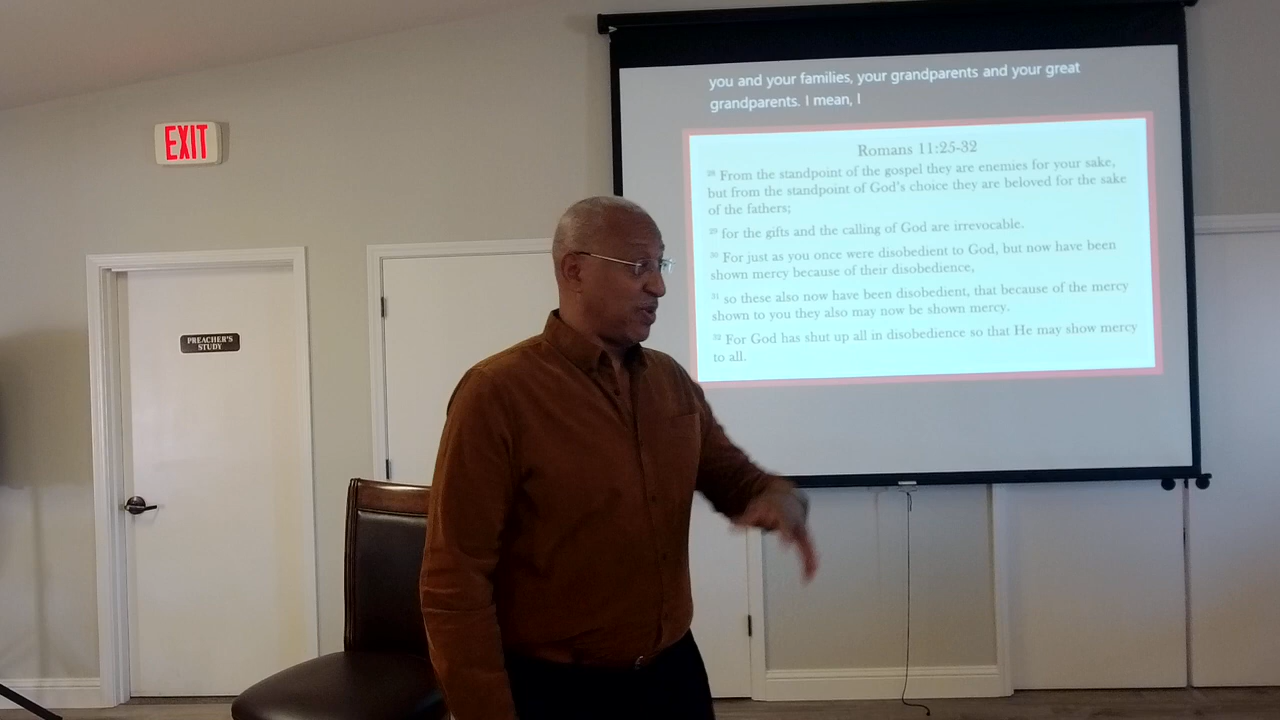 you and your families, your grandparents and your great
grandparents. I mean, I
EXIT
Romans 11:25-32
28 From the standpoint of the gospel they are enemies for your sake,
but from the standpoint of God's choice they are beloved for the sake
of the fathers;
29 for the gifts and the calling of God are irrevocable.
30 For just as you once were disobedient to God, but now have been
shown mercy because of their disobedience,
31 so these also now have been disobedient, that because of the mercy
shown to you they also may now be shown mercy.
32 For God has shut up all in disobedience so that He may show mercy
to all.
PREACHER'S
STUDY